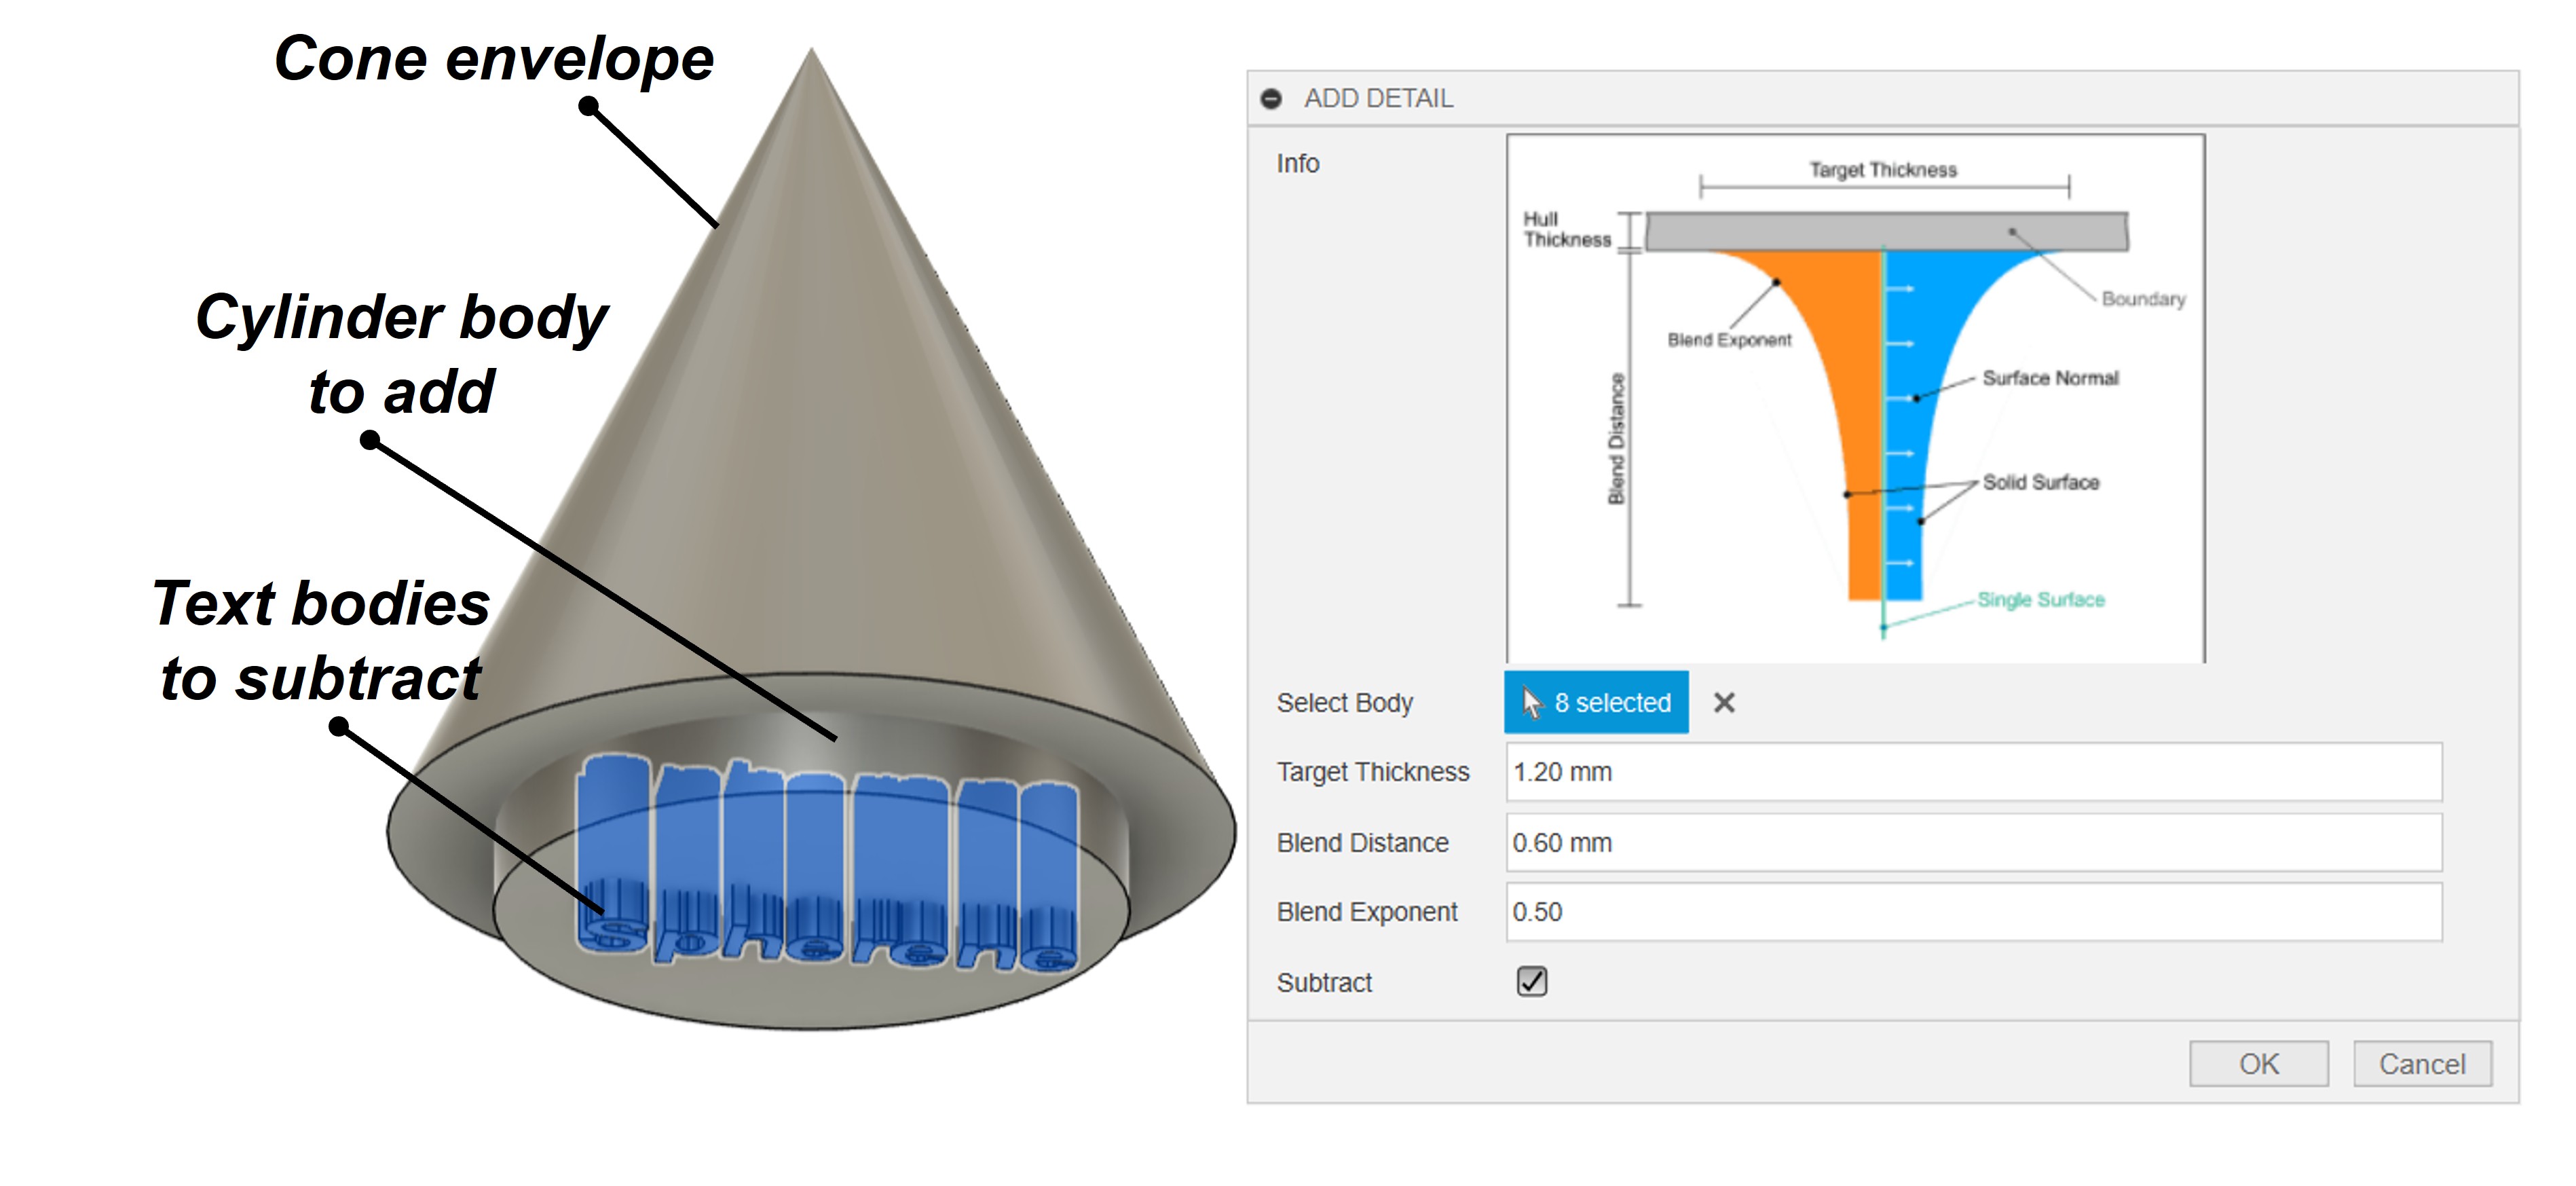 Cone envelope
Cylinder body
to add
Text bodies
to subtract
Spherene
ADD DETAIL
Info
Target Thickness
Hull
Thickness
Boundary
Blend Exponent
Surface Normal
Blend Distance
Solid Surface
Single Surface
Select Body
8 selected
Target Thickness
1.20 mm
Blend Distance
0.60 mm
Blend Exponent
0.50
Subtract
OK
Cancel